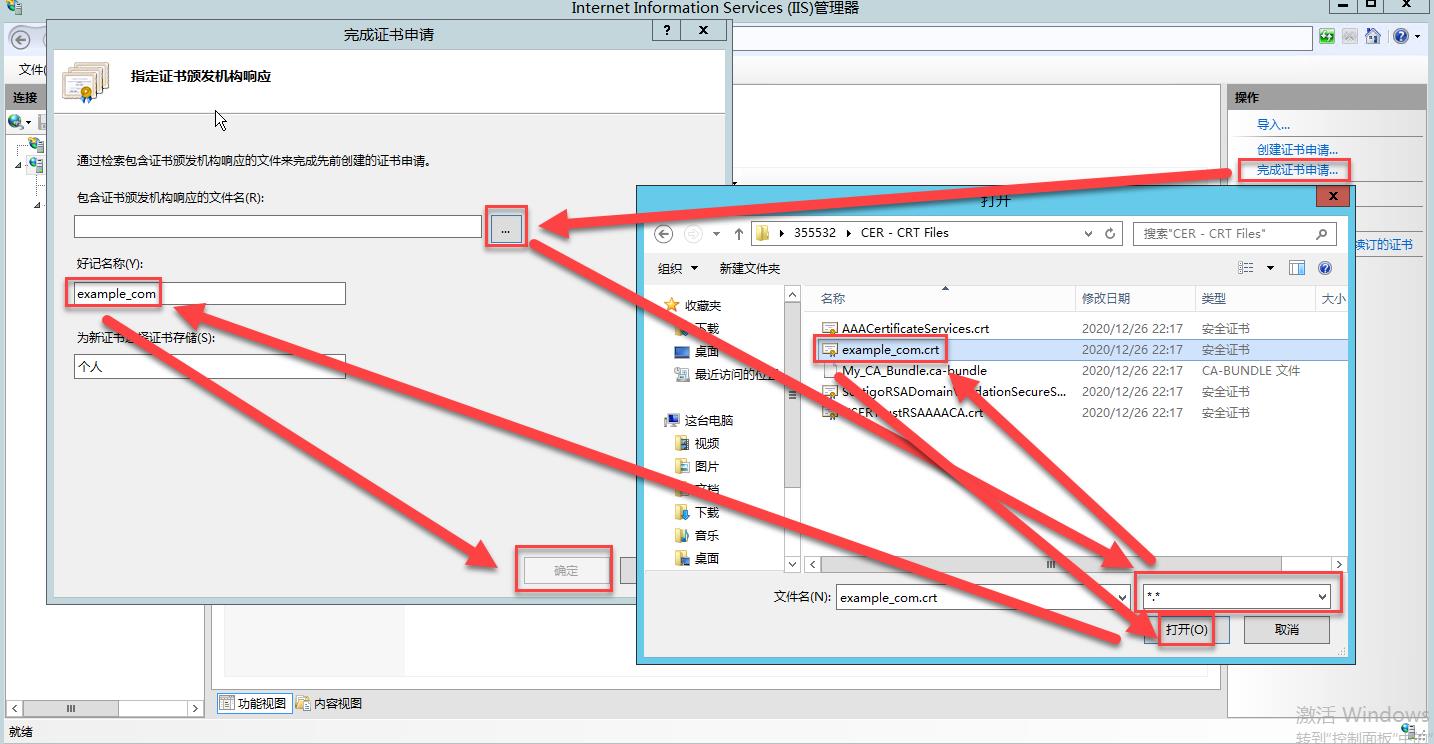 Internet Information Services (IIS)管理器
完成证书申请
? x
文件(
连接
指定证书颁发机构响应
通过检索包含证书颁发机构响应的文件来完成先前创建的证书申请。
包含证书颁发机构响应的文件名(R):
...
好记名称(Y):
example_com
个人
确定
操作
导入...
创建证书申请...
完成证书申请...
续订的证书
打开
x
355532 CER - CRT Files
搜索"CER - CRT Files"
组织 新建文件夹
收藏夹
下载
桌面
最近访问的位置
这台电脑
视频
图片
文档
下载
音乐
桌面
名称 修改日期 类型 大小
AAACertificateServices.crt 2020/12/26 22:17 安全证书
example_com.crt 2020/12/26 22:17 安全证书
My_CA_Bundle.ca-bundle 2020/12/26 22:17 CA-BUNDLE 文件
2020/12/26 22:17 安全证书
2020/12/26 22:17 安全证书
文件名(N): example_com.crt *.*
打开(O) 取消
功能视图 内容视图
就绪
激活 Windows
转到"控制面板"中的"